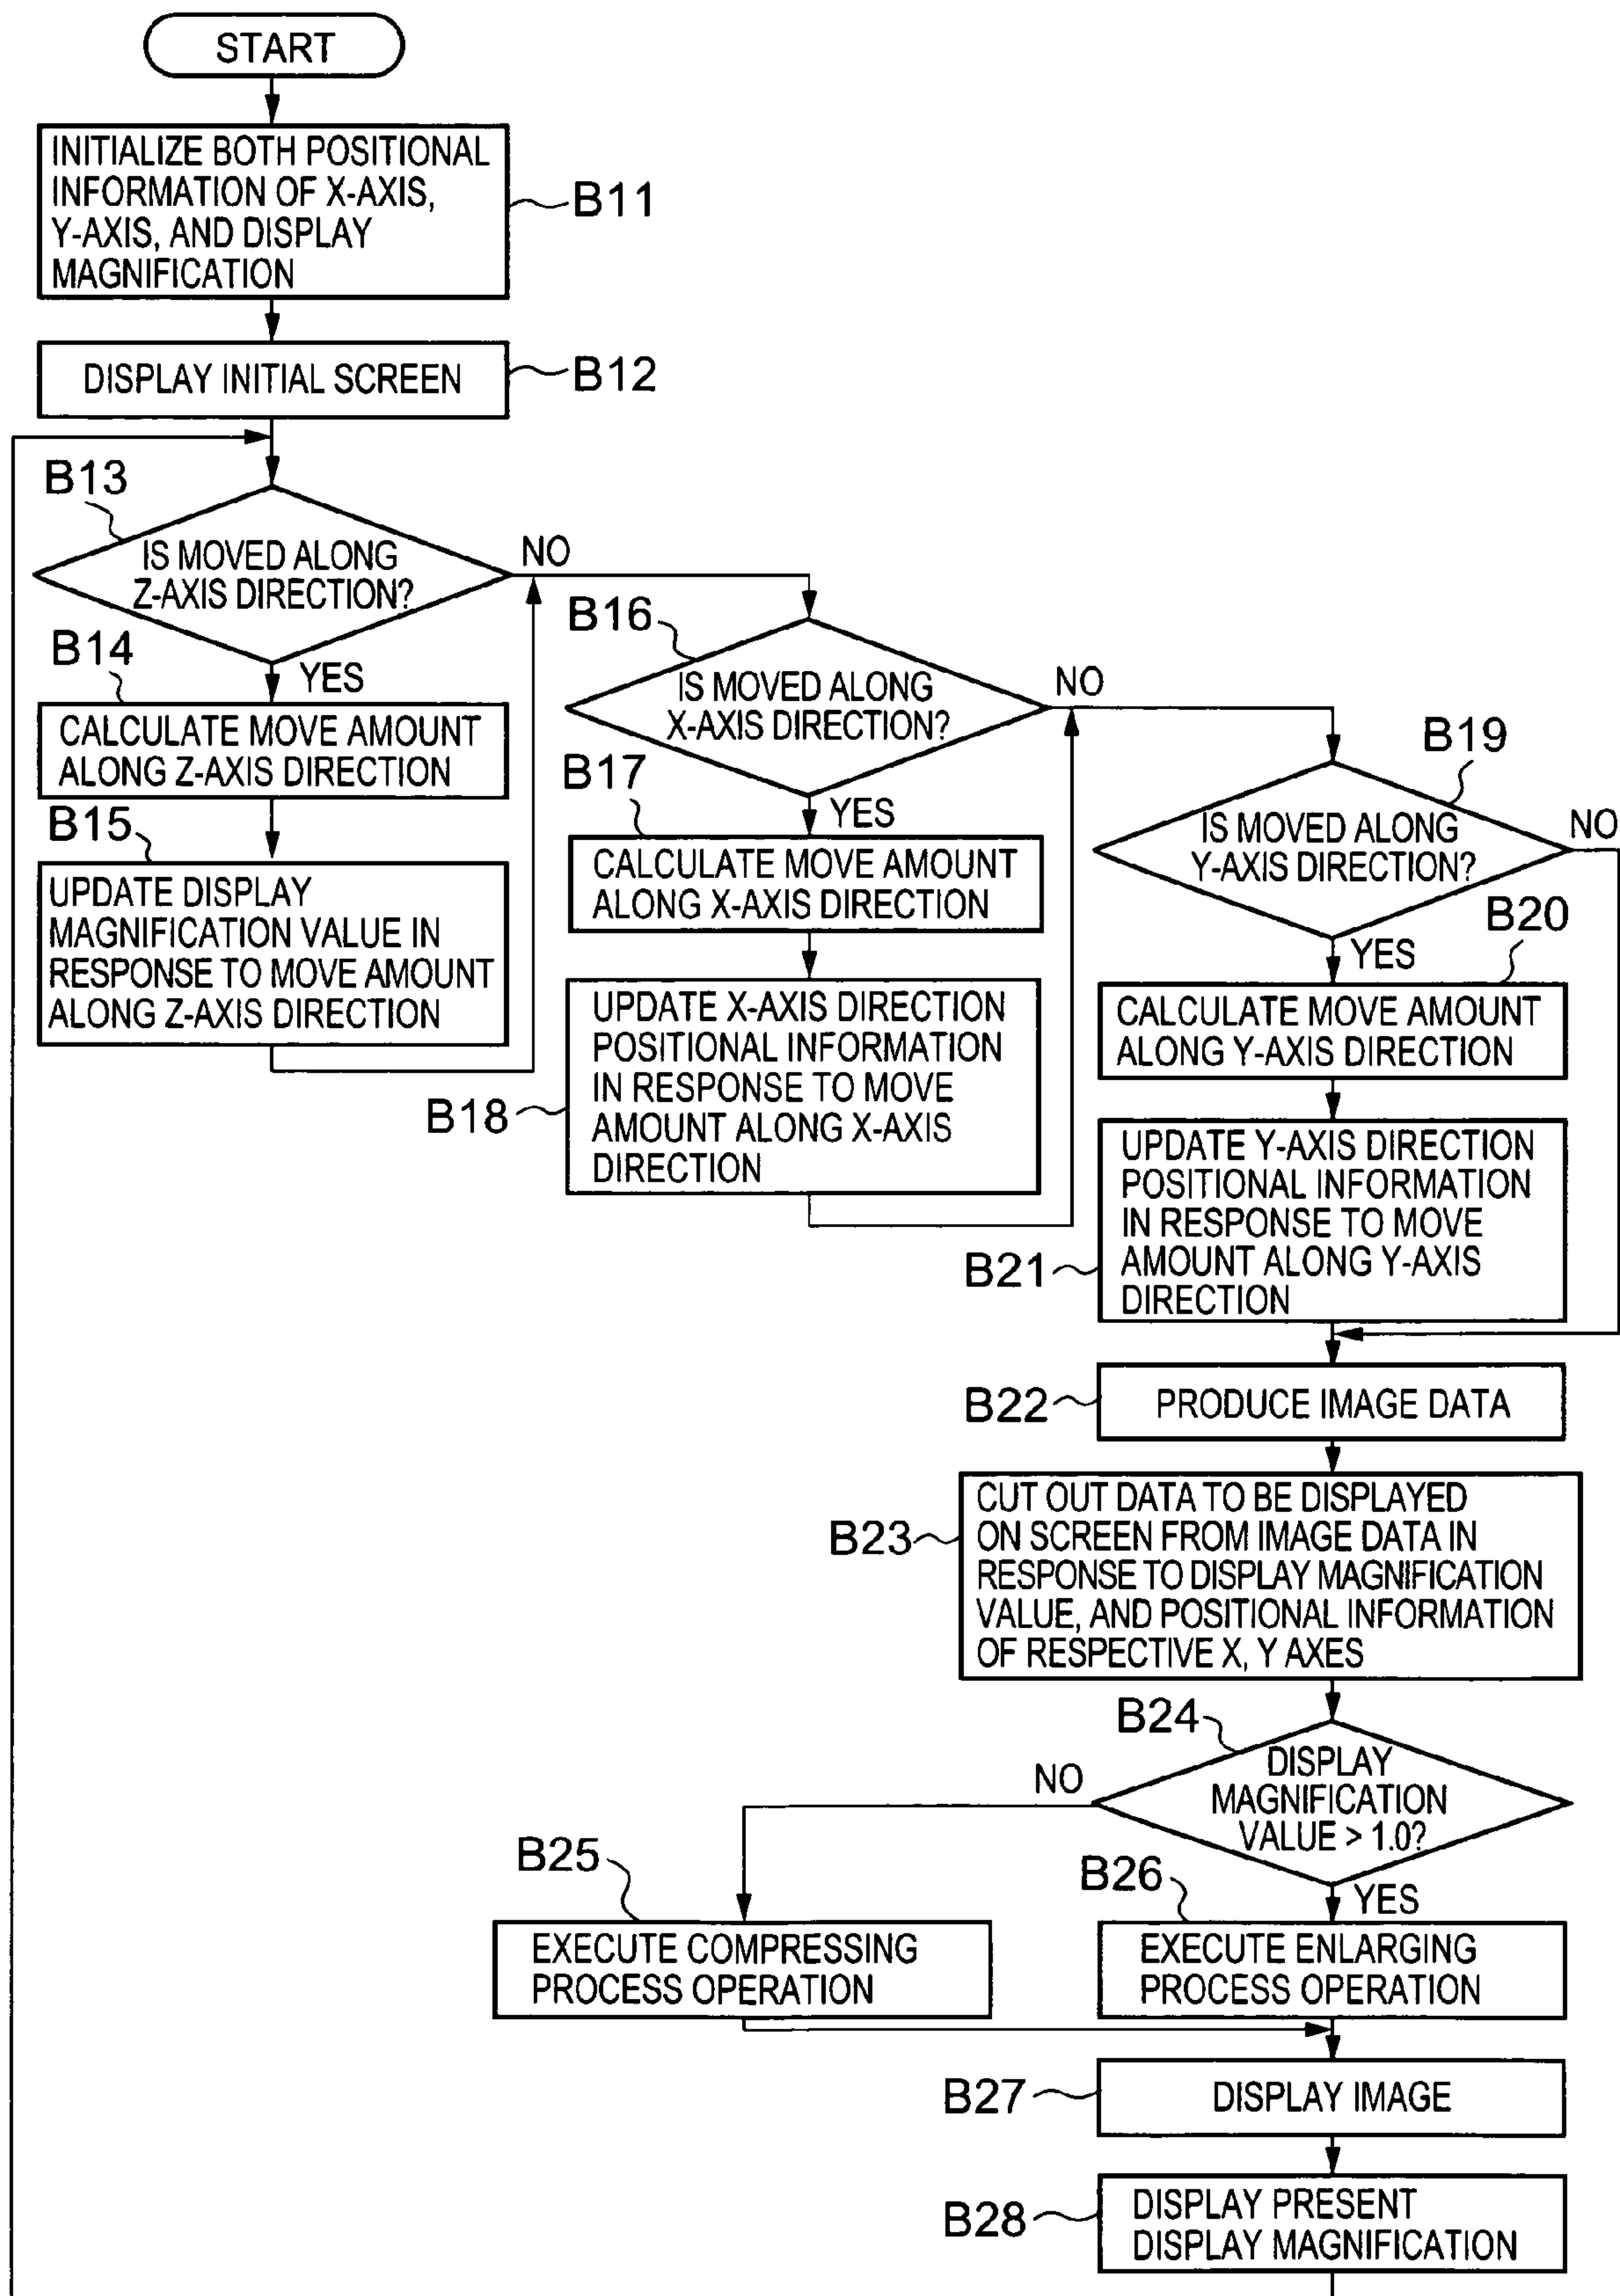 START
INITIALIZE BOTH POSITIONAL
INFORMATION OF X-AXIS,
Y-AXIS, AND DISPLAY
MAGNIFICATION
B11
DISPLAY INITIAL SCREEN
B12
B13
IS MOVED ALONG
Z-AXIS DIRECTION?
NO
YES
B14
CALCULATE MOVE AMOUNT
ALONG Z-AXIS DIRECTION
B15
UPDATE DISPLAY
MAGNIFICATION VALUE IN
RESPONSE TO MOVE AMOUNT
ALONG Z-AXIS DIRECTION
B16
IS MOVED ALONG
X-AXIS DIRECTION?
NO
YES
B17
CALCULATE MOVE AMOUNT
ALONG X-AXIS DIRECTION
B18
UPDATE X-AXIS DIRECTION
POSITIONAL INFORMATION
IN RESPONSE TO MOVE
AMOUNT ALONG X-AXIS
DIRECTION
B19
IS MOVED ALONG
Y-AXIS DIRECTION?
NO
YES
B20
CALCULATE MOVE AMOUNT
ALONG Y-AXIS DIRECTION
B21
UPDATE Y-AXIS DIRECTION
POSITIONAL INFORMATION
IN RESPONSE TO MOVE
AMOUNT ALONG Y-AXIS
DIRECTION
B22
PRODUCE IMAGE DATA
B23
CUT OUT DATA TO BE DISPLAYED
ON SCREEN FROM IMAGE DATA IN
RESPONSE TO DISPLAY MAGNIFICATION
VALUE, AND POSITIONAL INFORMATION
OF RESPECTIVE X, Y AXES
B24
DISPLAY
MAGNIFICATION
VALUE > 1.0?
NO
YES
B25
EXECUTE COMPRESSING
PROCESS OPERATION
B26
EXECUTE ENLARGING
PROCESS OPERATION
B27
DISPLAY IMAGE
B28
DISPLAY PRESENT
DISPLAY MAGNIFICATION